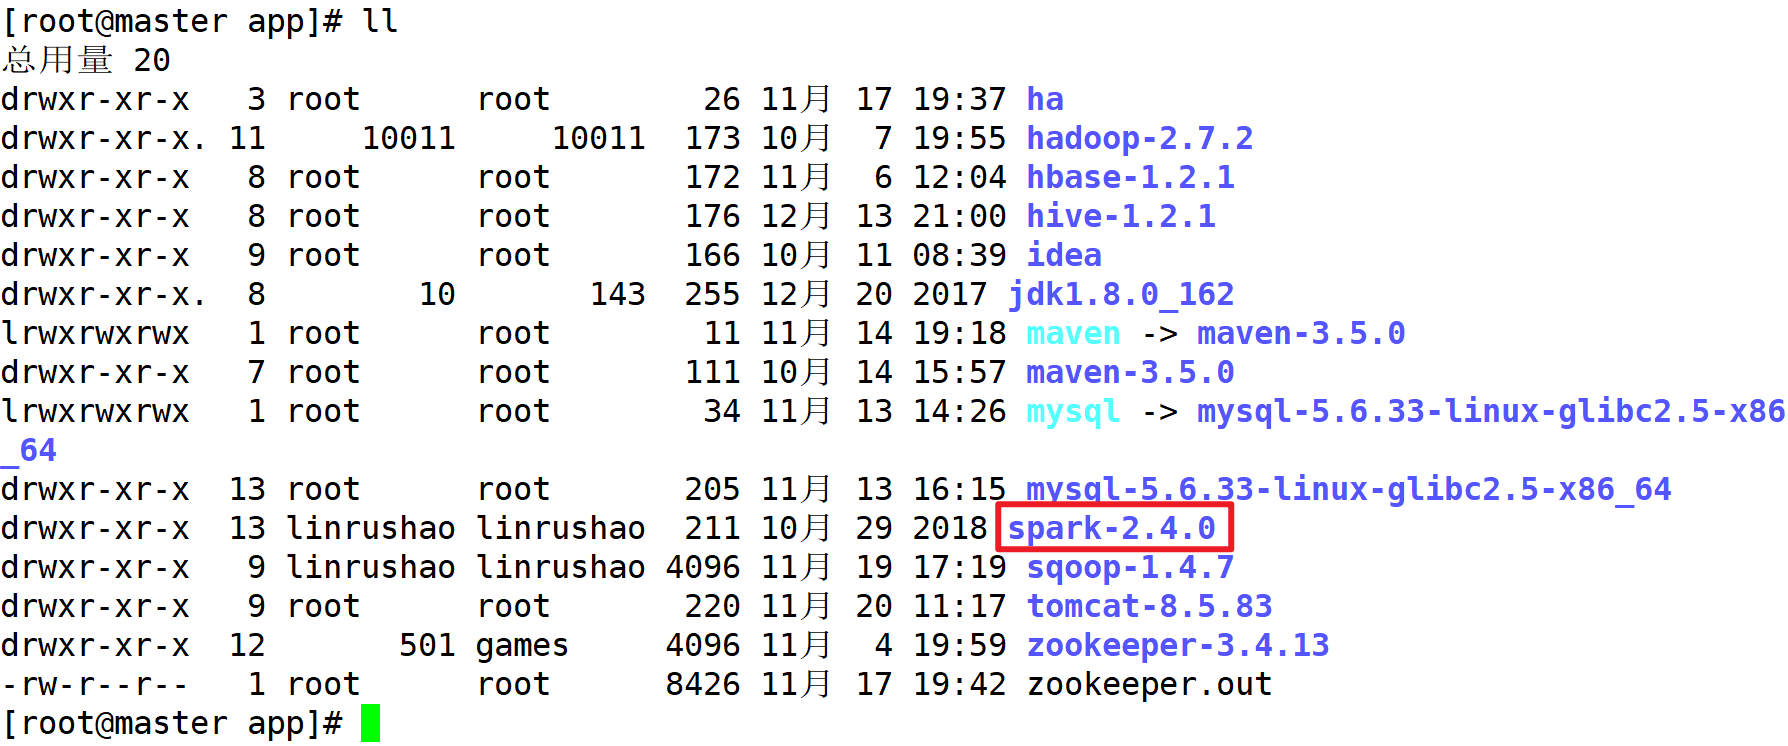 [root@master app]# ll
总用量 20
drwxr-xr-x   3 root      root        26 11月 17 19:37 ha
drwxr-xr-x. 11     10011     10011  173 10月  7 19:55 hadoop-2.7.2
drwxr-xr-x   8 root      root       172 11月  6 12:04 hbase-1.2.1
drwxr-xr-x   8 root      root       176 12月 13 21:00 hive-1.2.1
drwxr-xr-x   9 root      root       166 10月 11 08:39 idea
drwxr-xr-x.  8        10       143  255 12月 20 2017 jdk1.8.0_162
lrwxrwxrwx   1 root      root        11 11月 14 19:18 maven -> maven-3.5.0
drwxr-xr-x   7 root      root       111 10月 14 15:57 maven-3.5.0
lrwxrwxrwx   1 root      root        34 11月 13 14:26 mysql -> mysql-5.6.33-linux-glibc2.5-x86
_64
drwxr-xr-x  13 root      root       205 11月 13 16:15 mysql-5.6.33-linux-glibc2.5-x86_64
drwxr-xr-x  13 linrushao linrushao  211 10月 29 2018 spark-2.4.0
drwxr-xr-x   9 linrushao linrushao 4096 11月 19 17:19 sqoop-1.4.7
drwxr-xr-x   9 root      root       220 11月 20 11:17 tomcat-8.5.83
drwxr-xr-x  12       501 games     4096 11月  4 19:59 zookeeper-3.4.13
-rw-r--r--   1 root      root      8426 11月 17 19:42 zookeeper.out
[root@master app]#